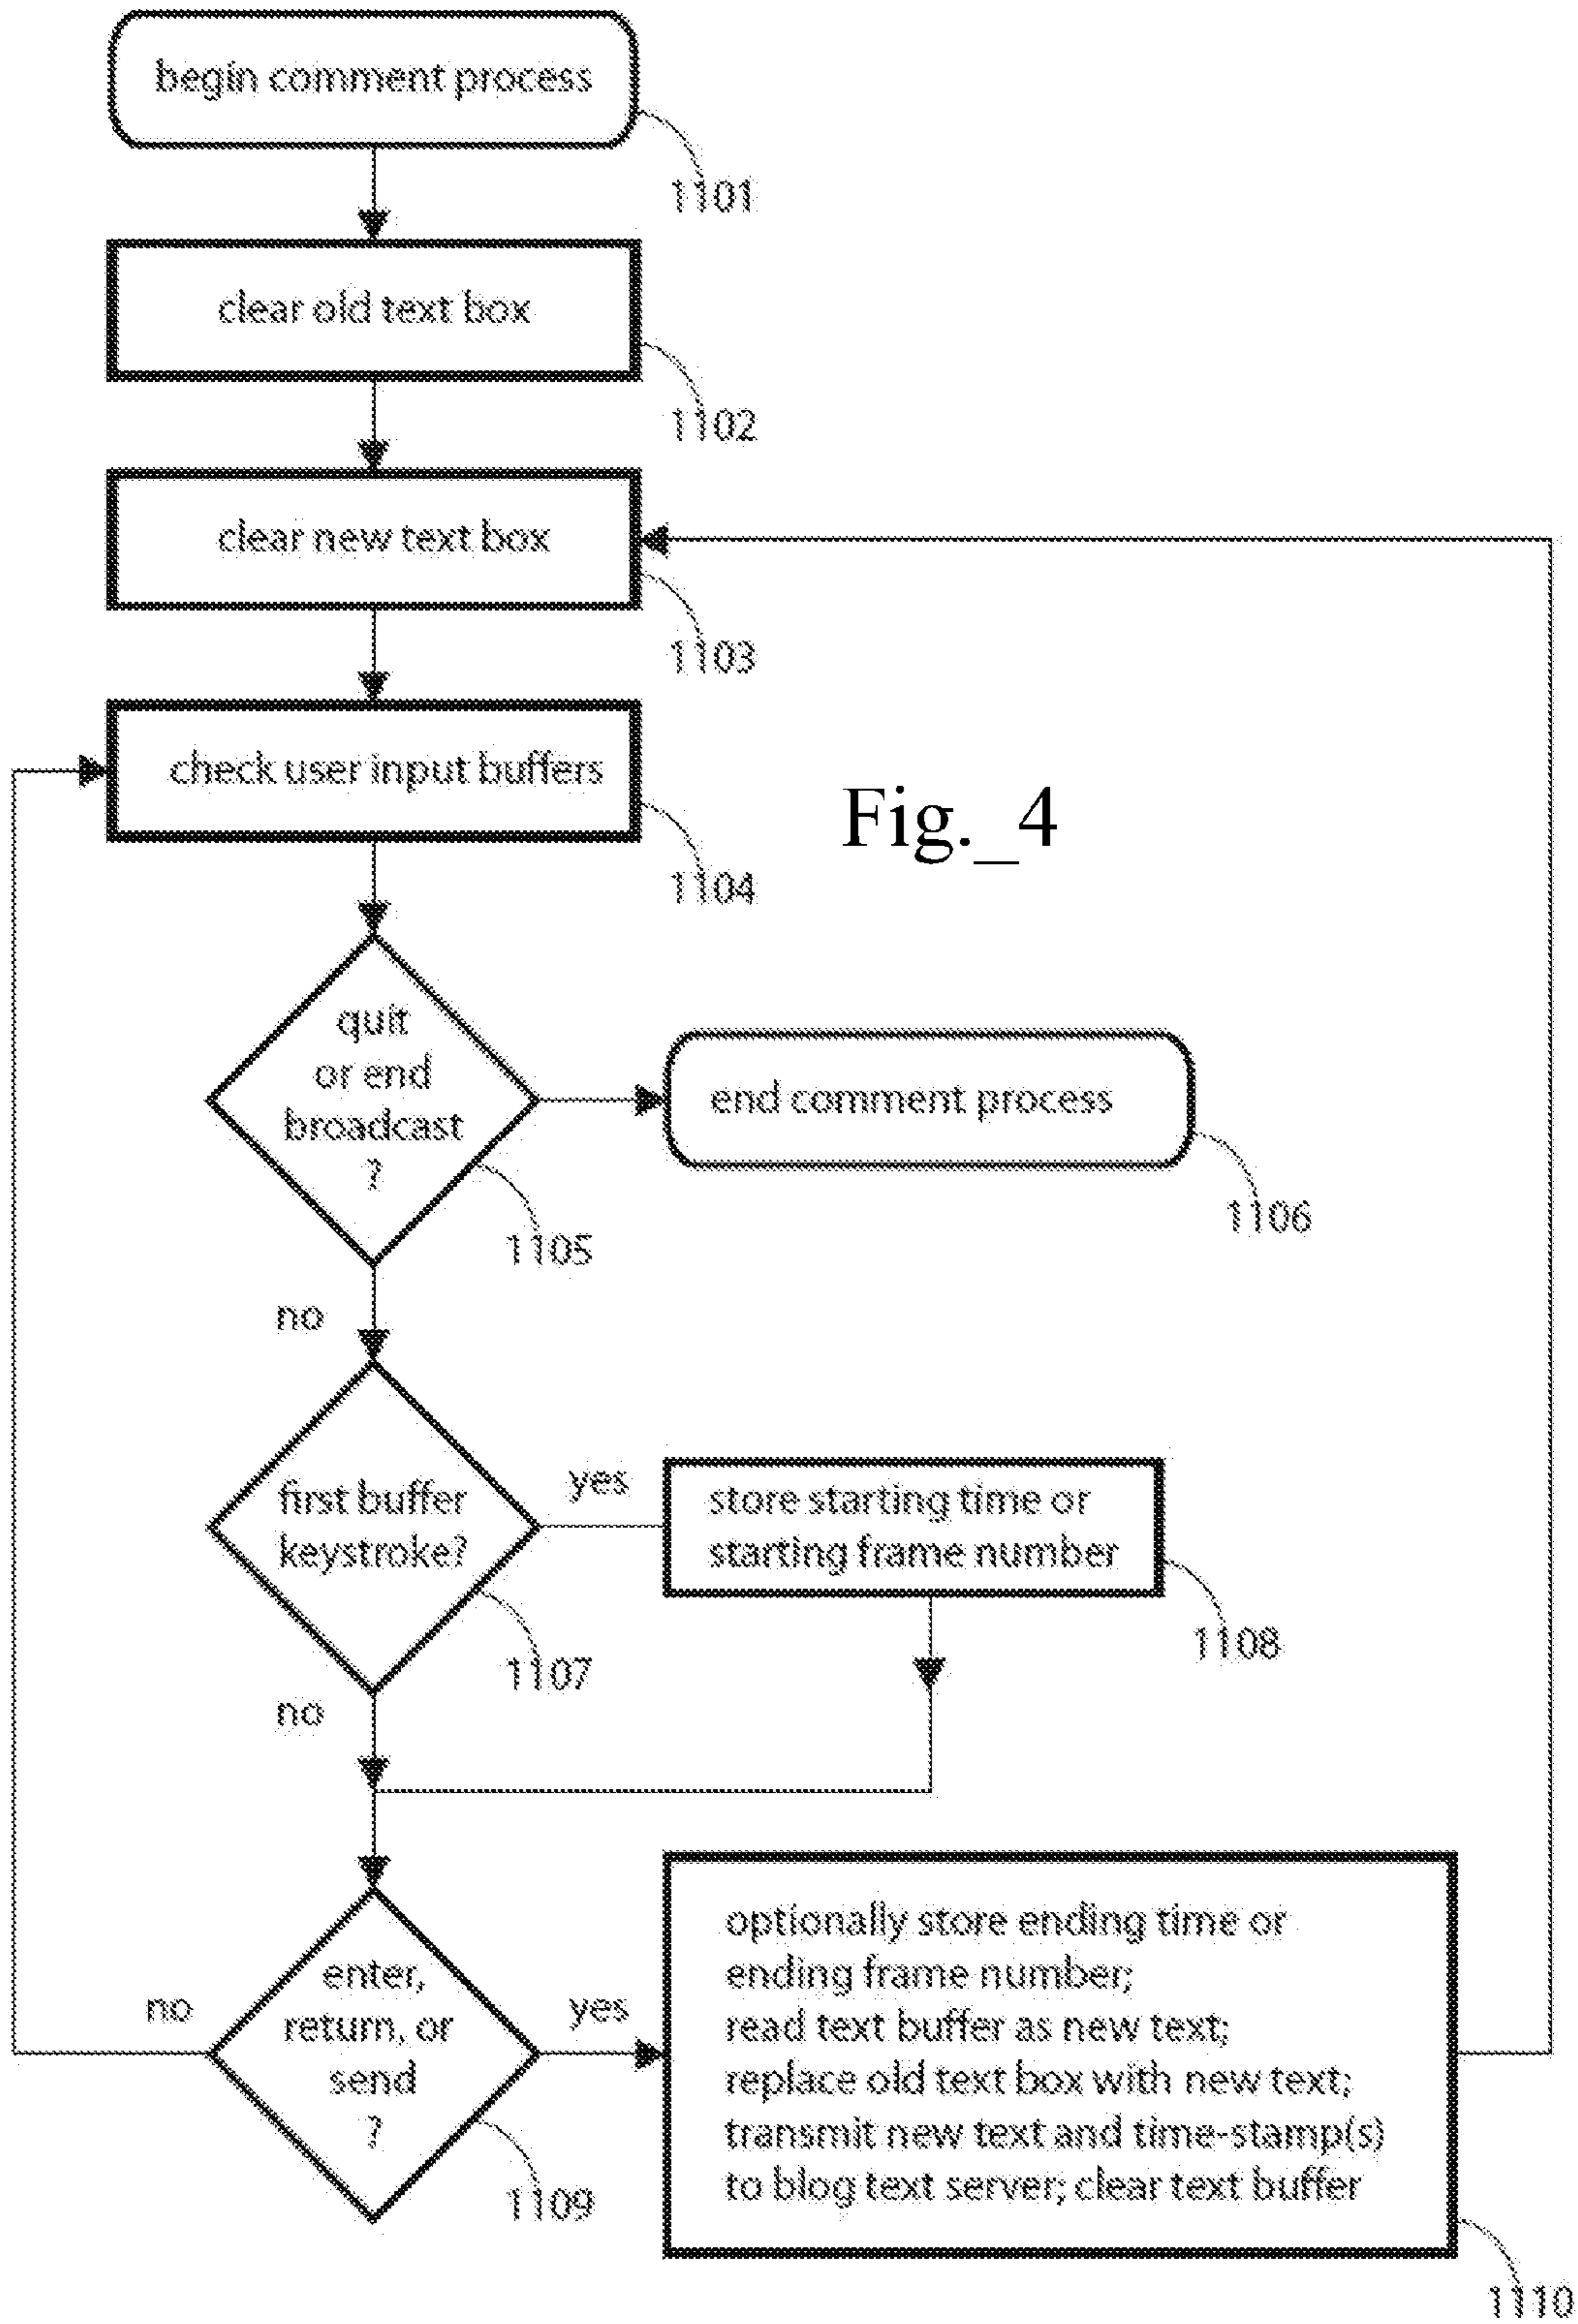 begin comment process
1101
clear old text box
1102
clear new text box
1103
check user input buffers
1104
Fig._4
quit
or end
broadcast
?
1105
end comment process
1106
no
first buffer
keystroke?
1107
yes
store starting time or
starting frame number
1108
no
enter,
return, or
send
?
1109
no
yes
optionally store ending time or
ending frame number;
read text buffer as new text;
replace old text box with new text;
transmit new text and time-stamp(s)
to blog text server; clear text buffer
1110